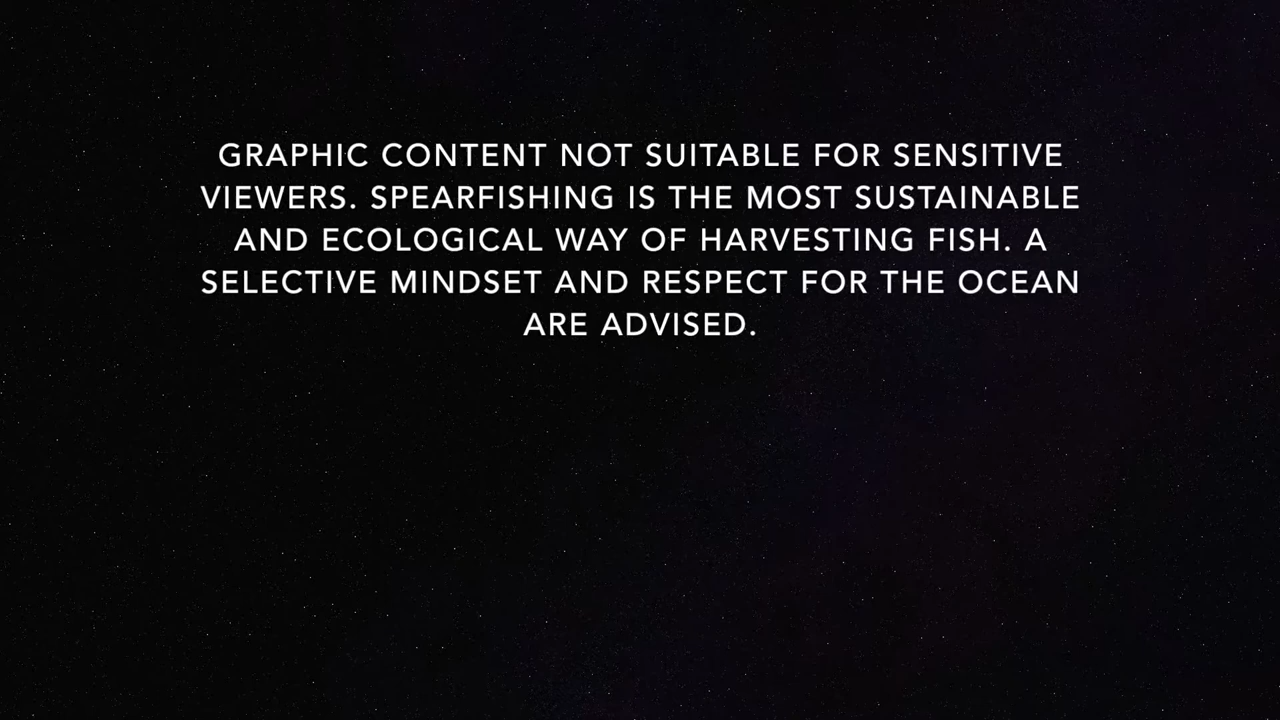 GRAPHIC CONTENT NOT SUITABLE FOR SENSITIVE
VIEWERS. SPEARFISHING IS THE MOST SUSTAINABLE
AND ECOLOGICAL WAY OF HARVESTING FISH. A
SELECTIVE MINDSET AND RESPECT FOR THE OCEAN
ARE ADVISED.